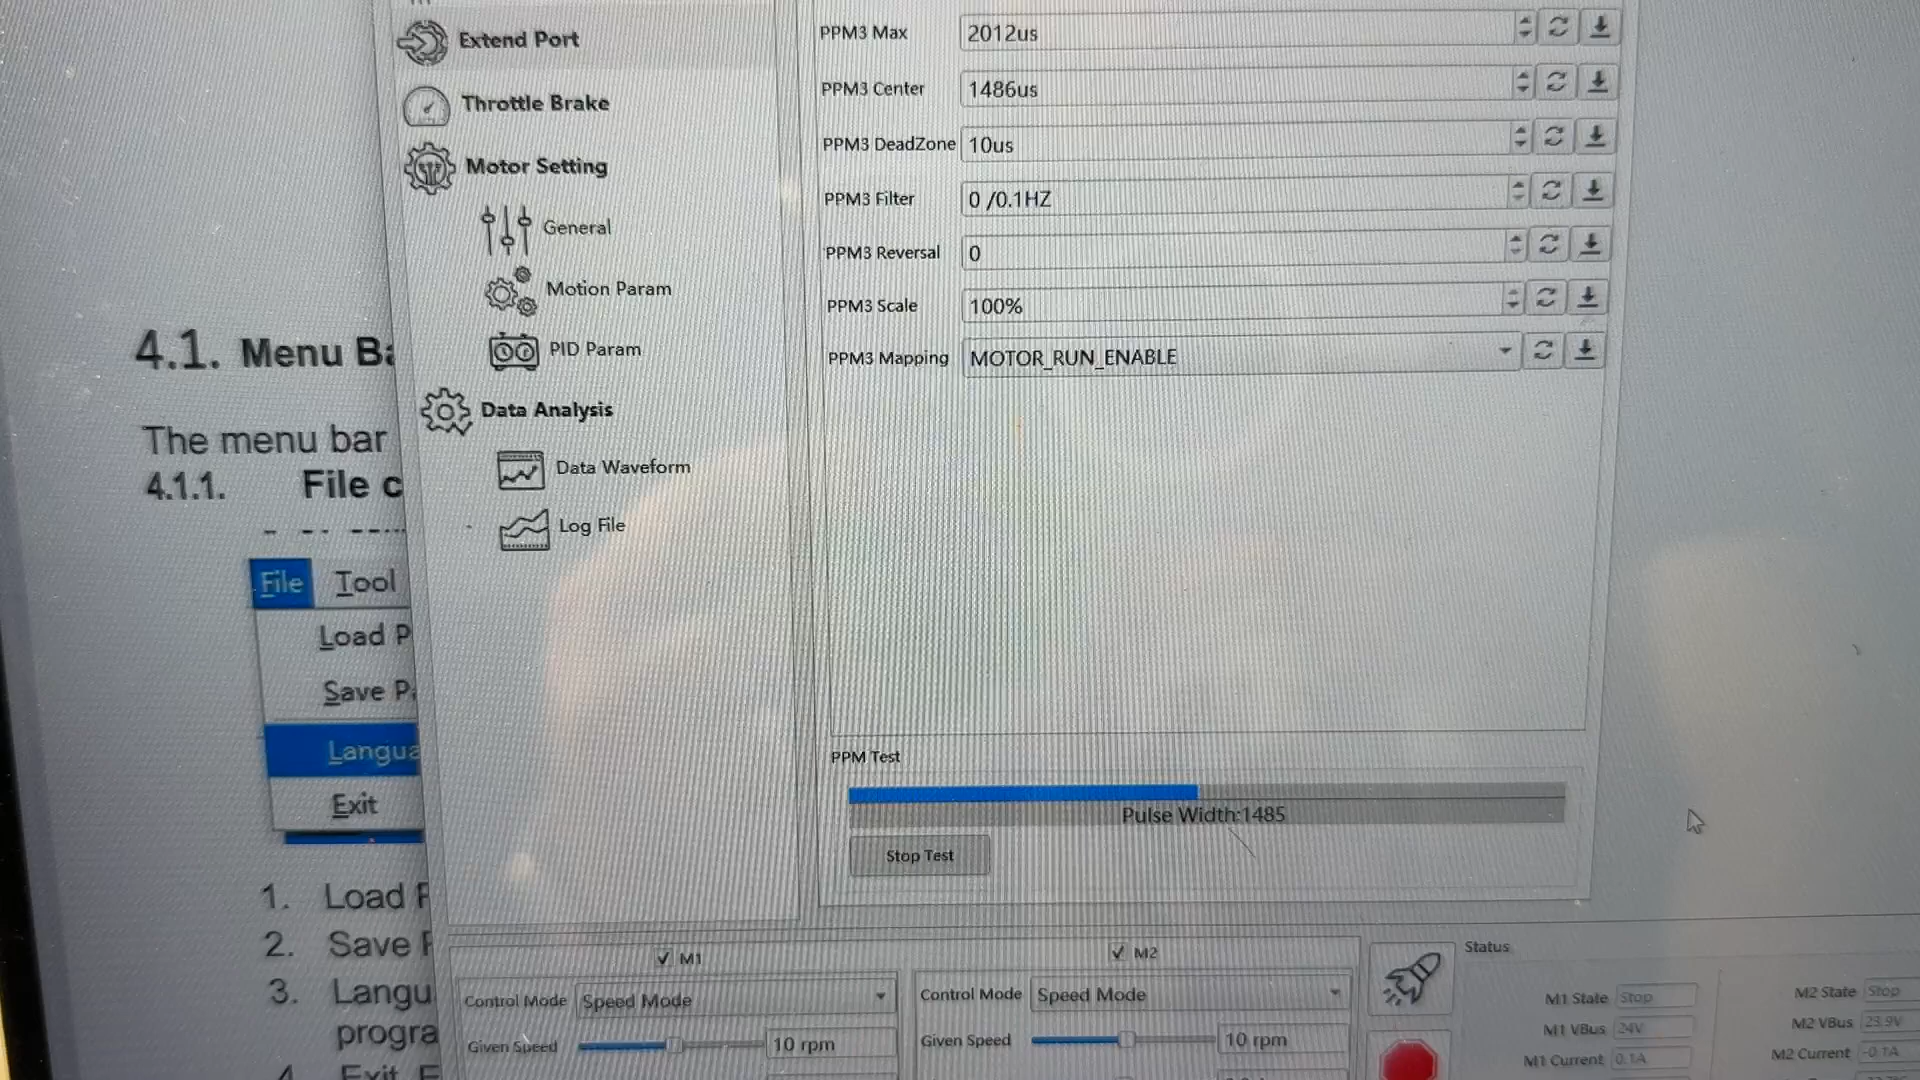 Extend Port
Throttle Brake
Motor Setting
General
Motion Param
PID Param
Data Analysis
Data Waveform
Log File
PPM3 Max 2012us
PPM3 Center 1486us
PPM3 DeadZone 10us
PPM3 Filter 0 /0.1HZ
PPM3 Reversal 0
PPM3 Scale 100%
PPM3 Mapping MOTOR_RUN_ENABLE
PPM Test
Pulse Width:1485
Stop Test
4.1. Menu Ba
The menu bar
4.1.1. File c
File Tool
Load P
Save Pa
Langua
Exit
1. Load P
2. Save P
3. Langu
progra
4. Exit
M1
Control Mode Speed Mode
Given Speed 10 rpm
M2
Control Mode Speed Mode
Given Speed 10 rpm
Status
M1 State Stop
M1 VBus 24V
M1 Current 0.1A
M2 State Stop
M2 VBus 23.9V
M2 Current -0.1A